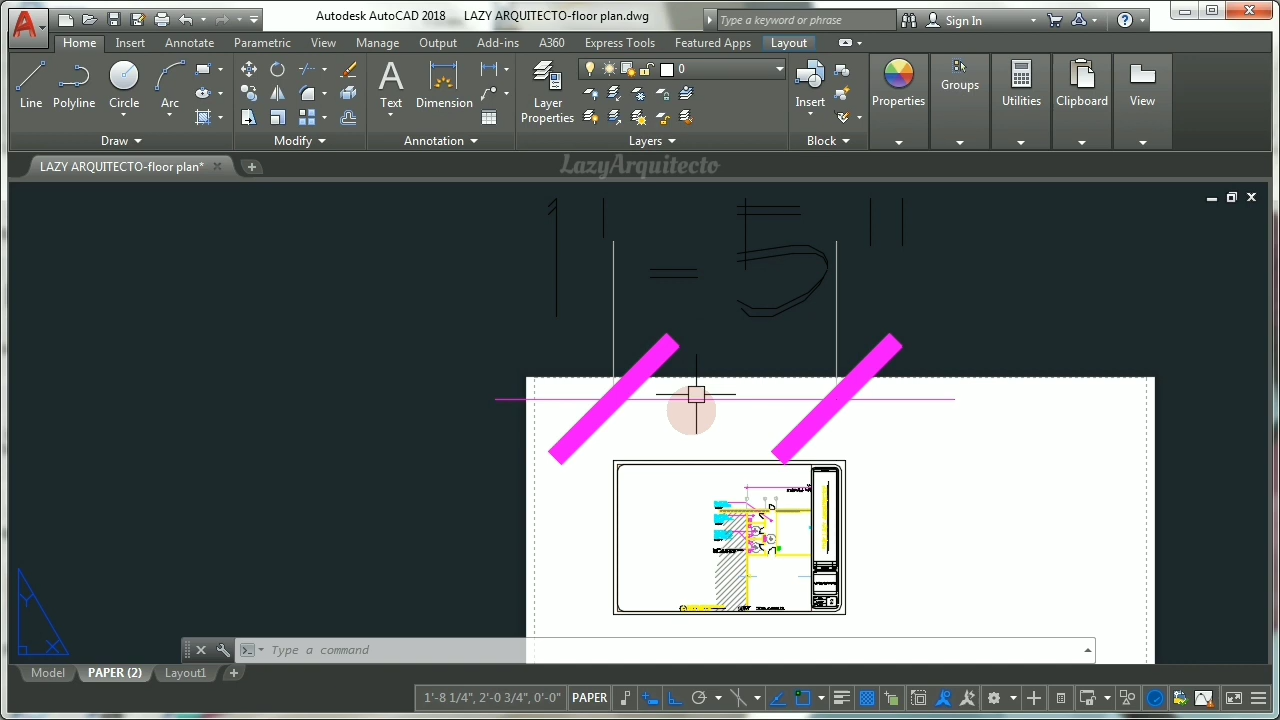 Autodesk AutoCAD 2018 LAZY ARQUITECTO-floor plan.dwg
Type a keyword or phrase
Sign In
Home Insert Annotate Parametric View Manage Output Add-ins A360 Express Tools Featured Apps Layout
Line Polyline Circle Arc
Text Dimension
Layer Properties
0
Insert
Properties Groups Utilities Clipboard View
Draw Modify Annotation Layers Block
LAZY ARQUITECTO-floor plan*
LazyArquitecto
1'-5"
Y
X
Type a command
Model PAPER (2) Layout1
1'-8 1/4", 2'-0 3/4", 0'-0" PAPER